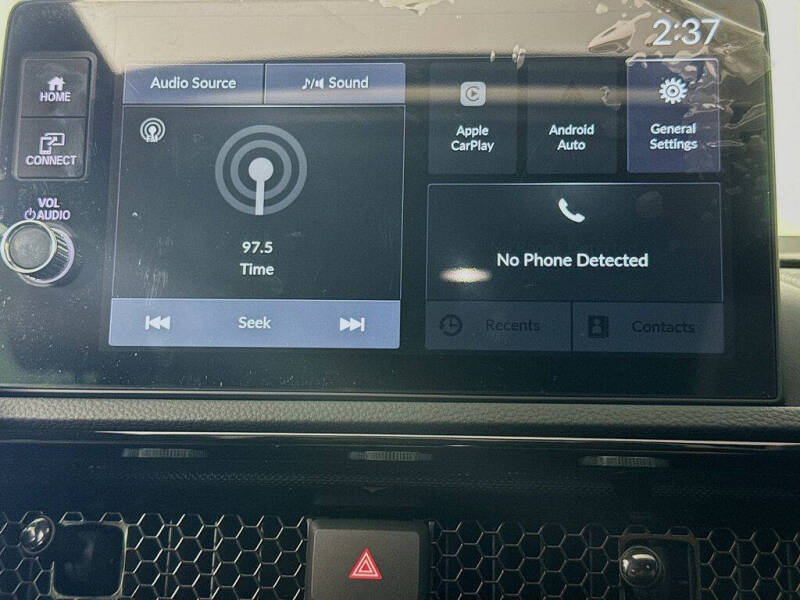 2:37
HOME
CONNECT
VOL
AUDIO
Audio Source
Sound
FM
97.5
Time
Seek
Apple
CarPlay
Android
Auto
General
Settings
No Phone Detected
Recents
Contacts